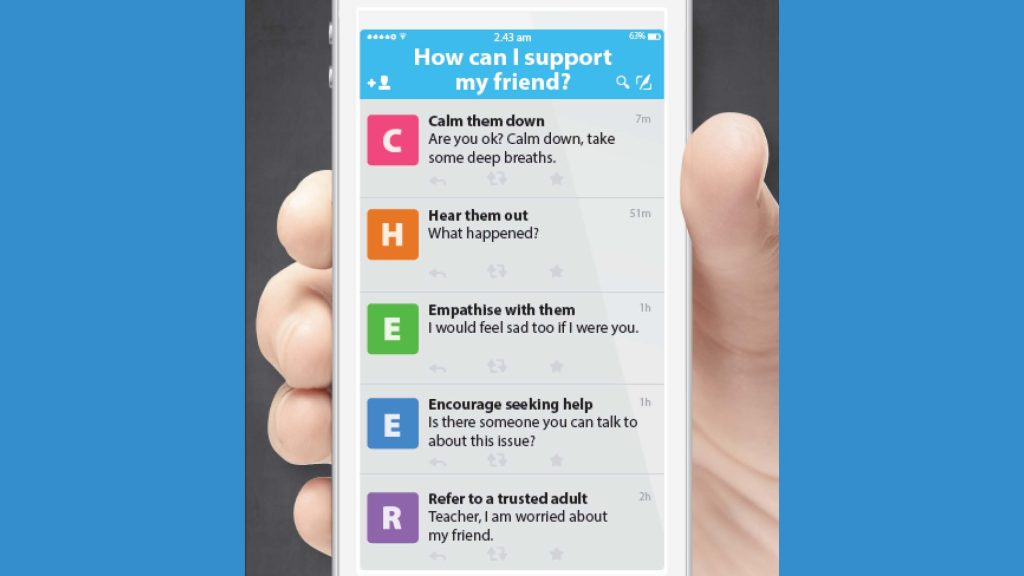 2.43 am
63%
How can I support
my friend?
C
Calm them down
7m
Are you ok? Calm down, take
some deep breaths.
H
Hear them out
51m
What happened?
E
Empathise with them
1h
I would feel sad too if I were you.
E
Encourage seeking help
1h
Is there someone you can talk to
about this issue?
R
Refer to a trusted adult
2h
Teacher, I am worried about
my friend.